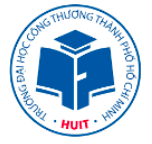 TRƯỜNG ĐẠI HỌC CÔNG THƯƠNG THÀNH PHỐ HỒ CHÍ MINH
HUIT